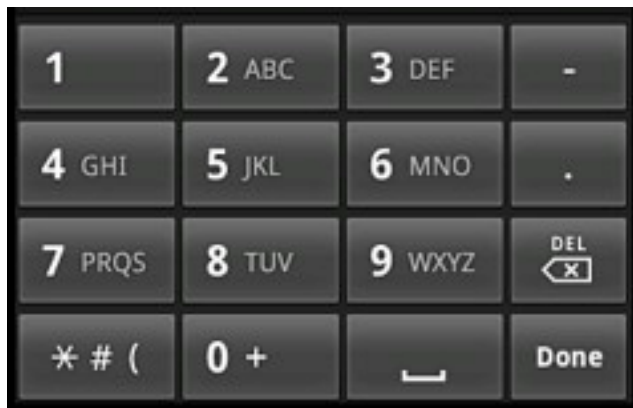 1 2 ABC 3 DEF -
4 GHI 5 JKL 6 MNO .
7 PRQS 8 TUV 9 WXYZ DEL
* # ( 0 + Done